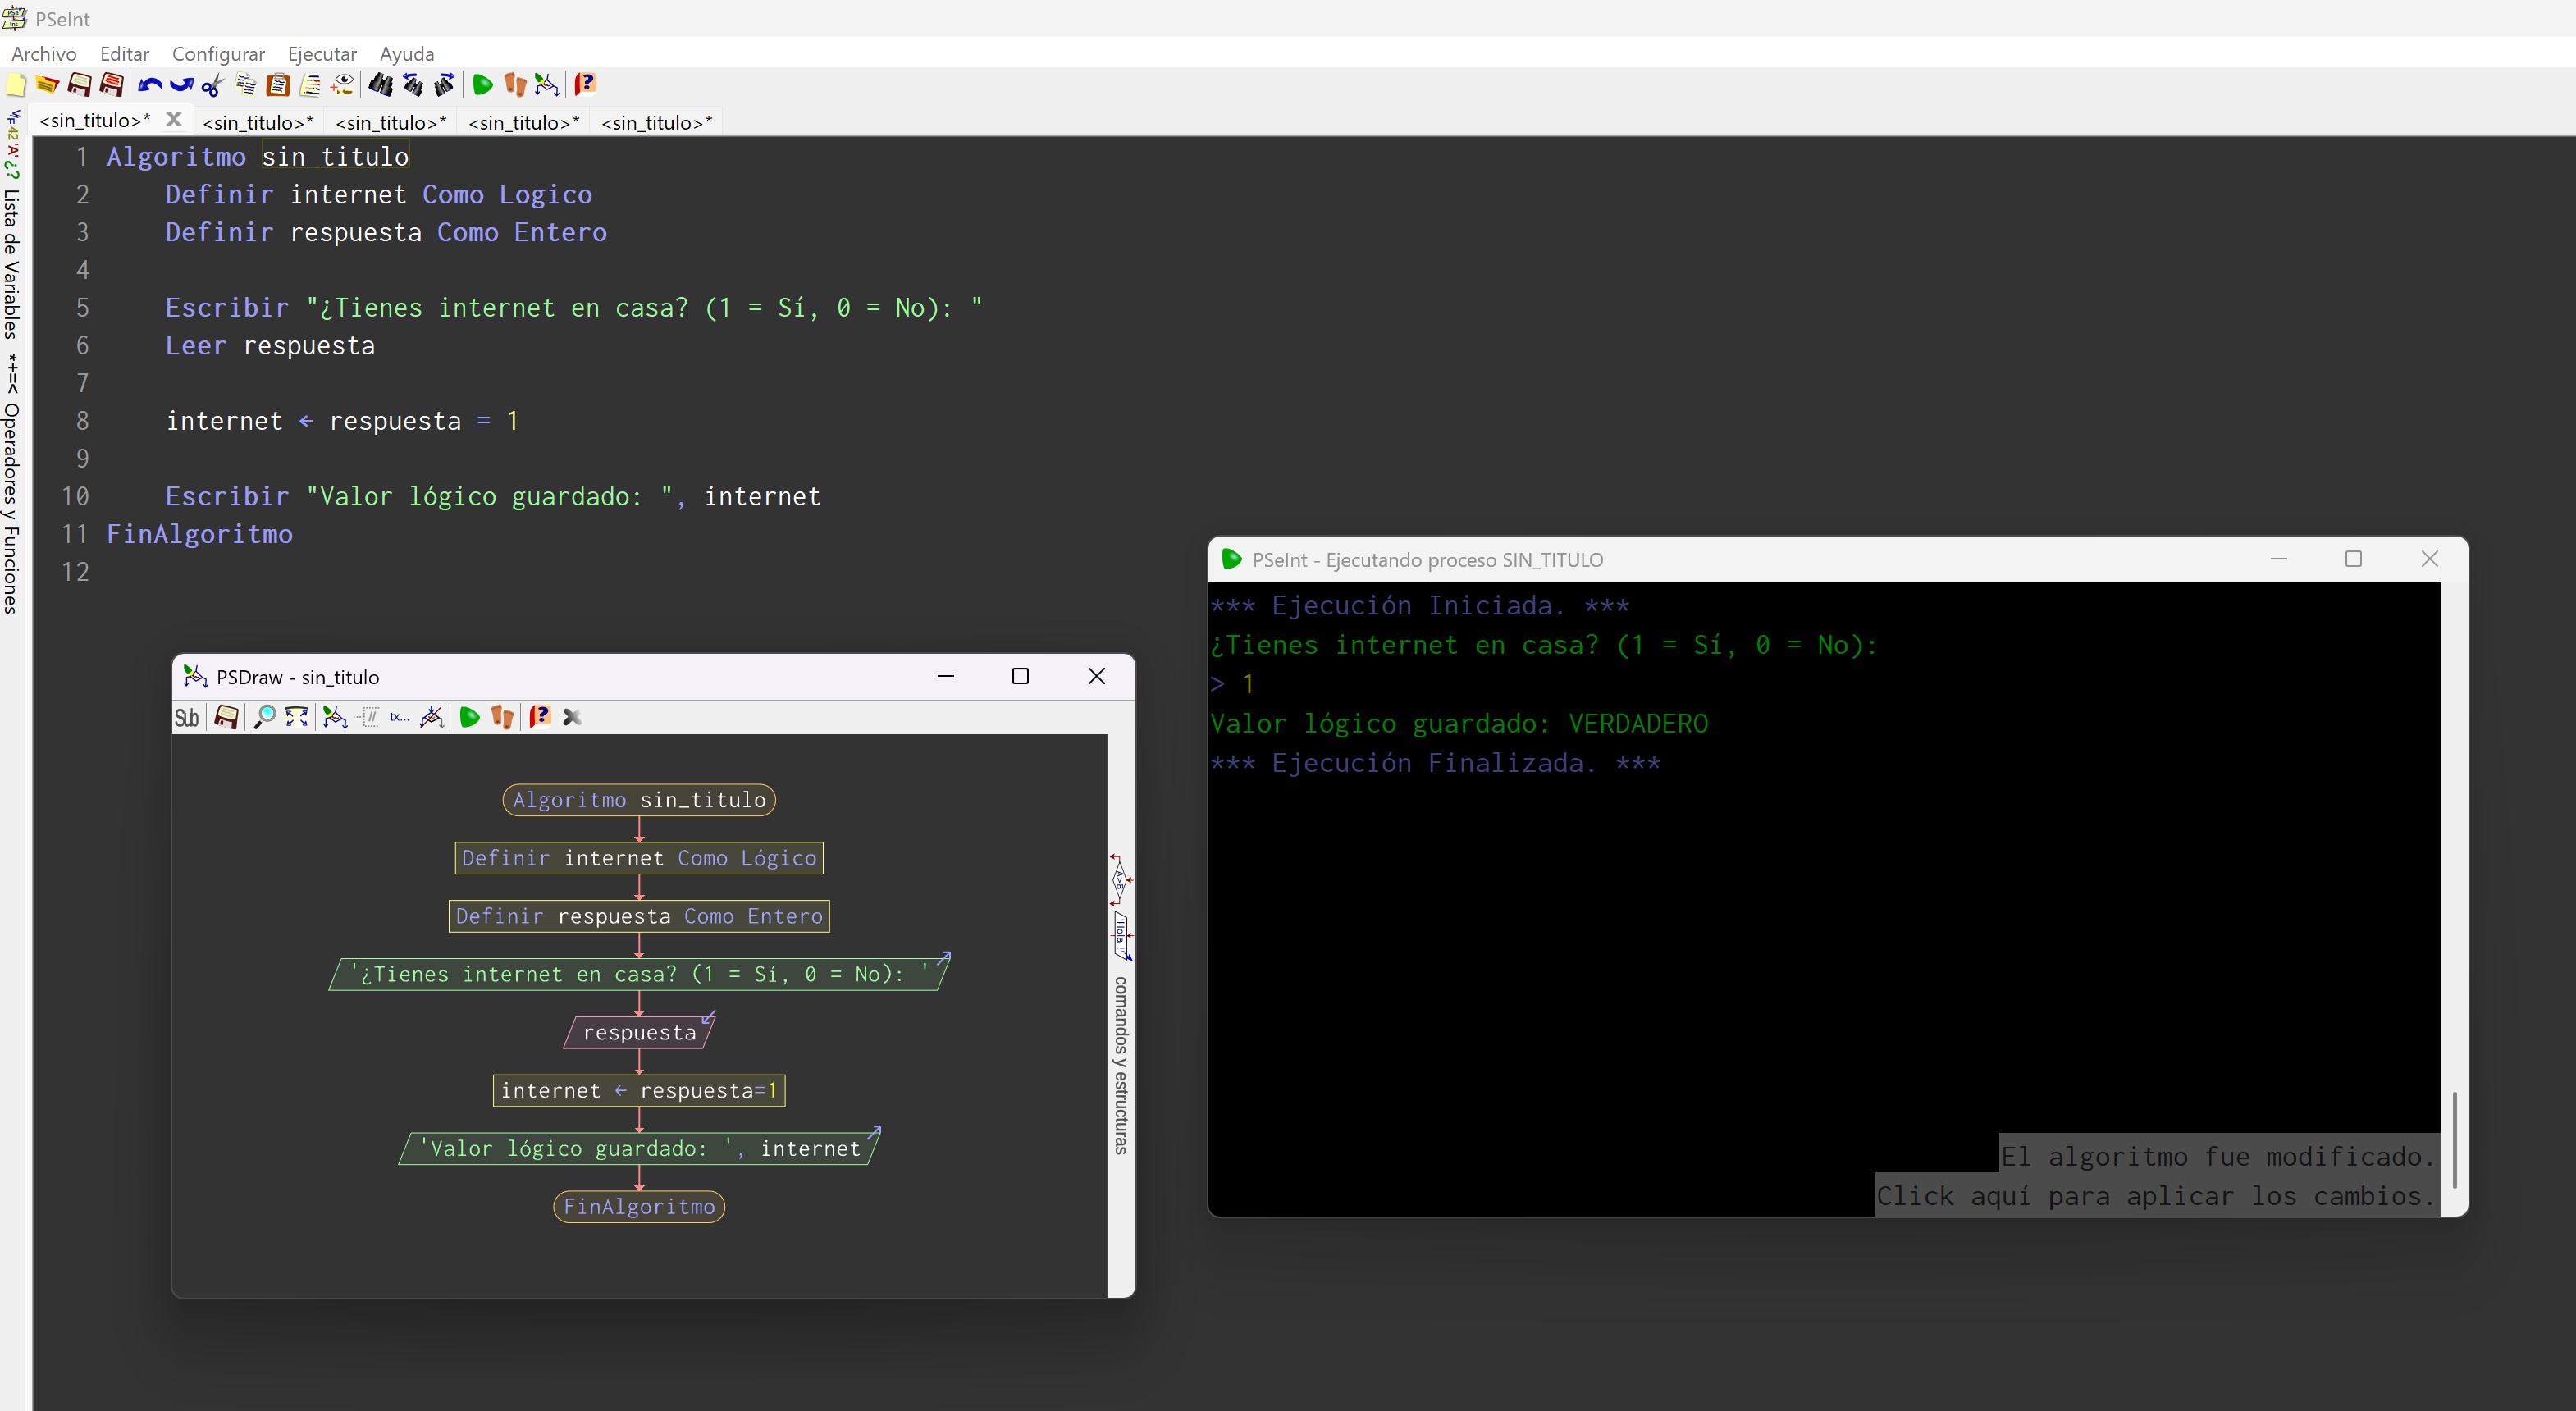 PSeInt
Archivo Editar Configurar Ejecutar Ayuda
<sin_titulo>* <sin_titulo>* <sin_titulo>* <sin_titulo>* <sin_titulo>*
V/F 42 'A' ¿? Lista de Variables
*+=< Operadores y Funciones
1 Algoritmo sin_titulo
2 Definir internet Como Logico
3 Definir respuesta Como Entero
4
5 Escribir "¿Tienes internet en casa? (1 = Sí, 0 = No): "
6 Leer respuesta
7
8 internet ← respuesta = 1
9
10 Escribir "Valor lógico guardado: ", internet
11 FinAlgoritmo
12
PSDraw - sin_titulo
Sub tx...
Algoritmo sin_titulo
Definir internet Como Lógico
Definir respuesta Como Entero
'¿Tienes internet en casa? (1 = Sí, 0 = No): '
respuesta
internet ← respuesta=1
'Valor lógico guardado: ', internet
FinAlgoritmo
A>B
'Hola !'
comandos y estructuras
PSeInt - Ejecutando proceso SIN_TITULO
*** Ejecución Iniciada. ***
¿Tienes internet en casa? (1 = Sí, 0 = No):
> 1
Valor lógico guardado: VERDADERO
*** Ejecución Finalizada. ***
El algoritmo fue modificado.
Click aquí para aplicar los cambios.